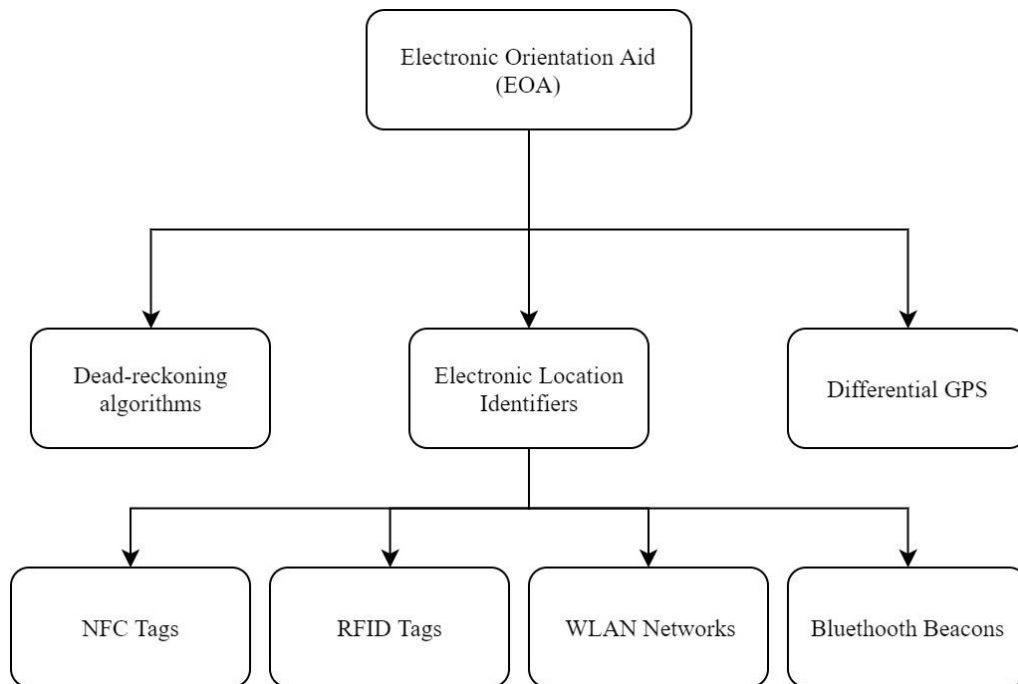 Electronic Orientation Aid
(EOA)
Dead-reckoning
algorithms
Electronic Location
Identifiers
Differential GPS
NFC Tags
RFID Tags
WLAN Networks
Bluethooth Beacons